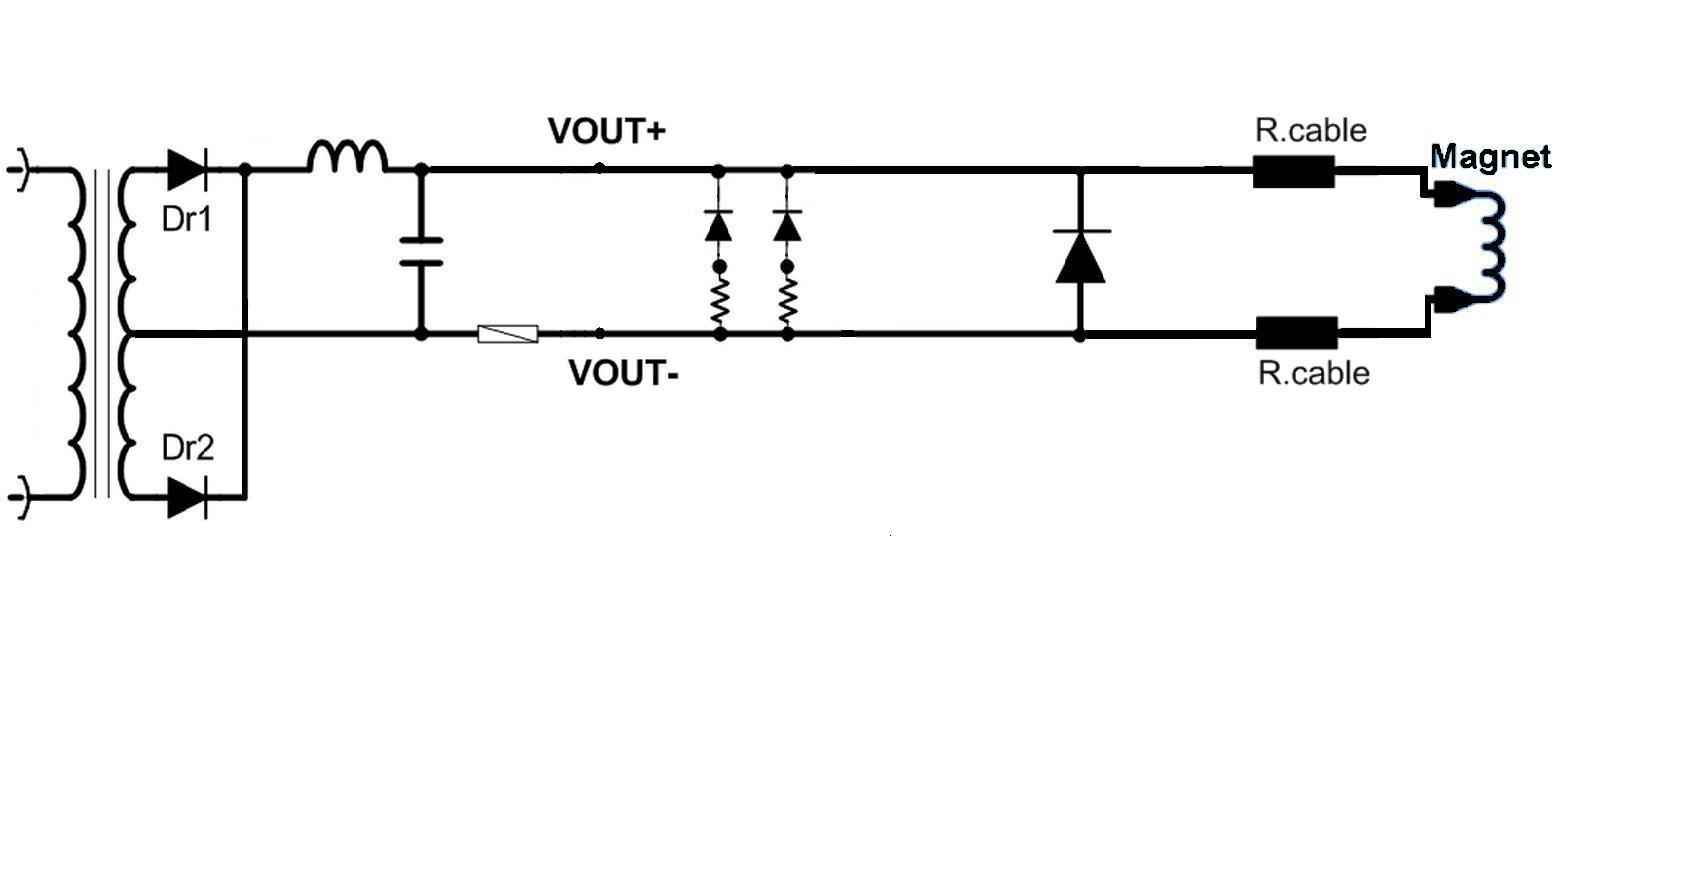 VOUT+
R.cable
Magnet
Dr1
VOUT-
R.cable
Dr2